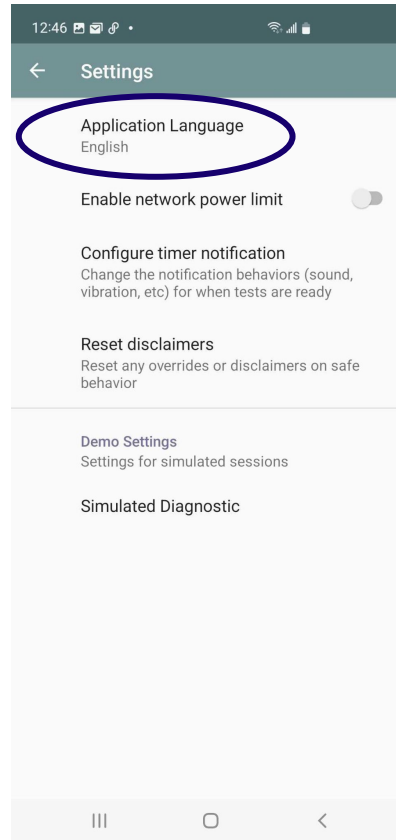 12:46
Settings
Application Language
English
Enable network power limit
Configure timer notification
Change the notification behaviors (sound,
vibration, etc) for when tests are ready
Reset disclaimers
Reset any overrides or disclaimers on safe
behavior
Demo Settings
Settings for simulated sessions
Simulated Diagnostic